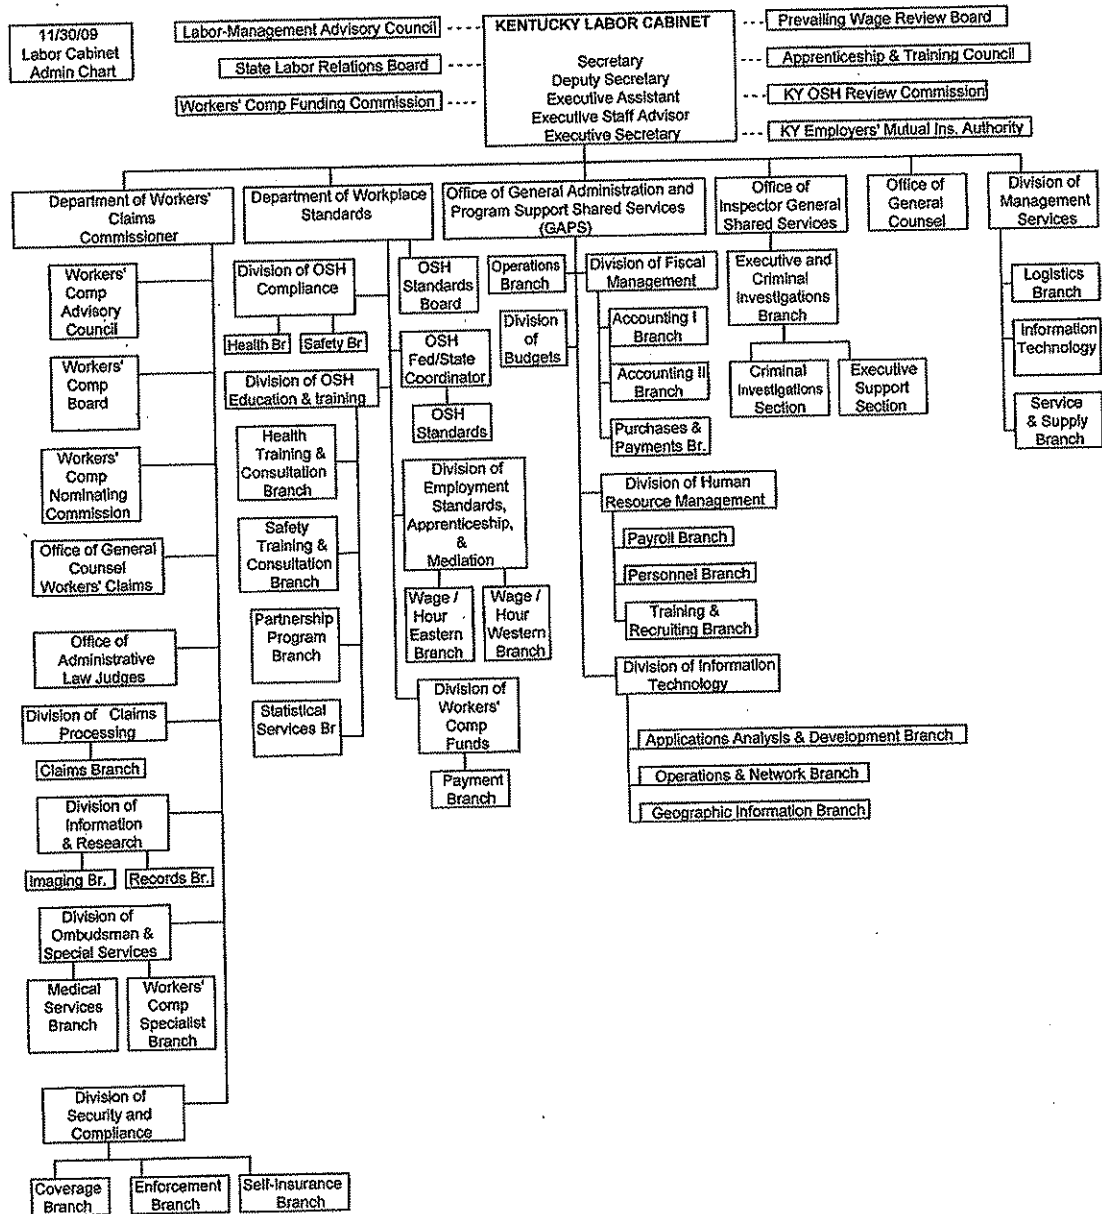 11/30/09
Labor Cabinet
Admin Chart
Labor-Management Advisory Council
State Labor Relations Board
Workers' Comp Funding Commission
KENTUCKY LABOR CABINET
Secretary
Deputy Secretary
Executive Assistant
Executive Staff Advisor
Executive Secretary
Prevailing Wage Review Board
Apprenticeship & Training Council
KY OSH Review Commission
KY Employers' Mutual Ins. Authority
Department of Workers'
Claims
Commissioner
Department of Workplace
Standards
Office of General Administration and
Program Support Shared Services
(GAPS)
Office of
Inspector General
Shared Services
Office of
General
Counsel
Division of
Management
Services
Workers'
Comp
Advisory
Council
Workers'
Comp
Board
Workers'
Comp
Nominating
Commission
Office of General
Counsel
Workers' Claims
Office of
Administrative
Law Judges
Division of Claims
Processing
Claims Branch
Division of
Information
& Research
Imaging Br.
Records Br.
Division of
Ombudsman &
Special Services
Medical
Services
Branch
Workers'
Comp
Specialist
Branch
Division of
Security and
Compliance
Coverage
Branch
Enforcement
Branch
Self-Insurance
Branch
Division of OSH
Compliance
Health Br
Safety Br
Division of OSH
Education & training
Health
Training &
Consultation
Branch
Safety
Training &
Consultation
Branch
Partnership
Program
Branch
Statistical
Services Br
OSH
Standards
Board
OSH
Fed/State
Coordinator
OSH
Standards
Division of
Employment
Standards,
Apprenticeship,
&
Mediation
Wage /
Hour
Eastern
Branch
Wage /
Hour
Western
Branch
Division of
Workers'
Comp
Funds
Payment
Branch
Operations
Branch
Division
of
Budgets
Division of Fiscal
Management
Accounting I
Branch
Accounting II
Branch
Purchases &
Payments Br.
Division of Human
Resource Management
Payroll Branch
Personnel Branch
Training &
Recruiting Branch
Division of Information
Technology
Applications Analysis & Development Branch
Operations & Network Branch
Geographic Information Branch
Executive and
Criminal
Investigations
Branch
Criminal
Investigations
Section
Executive
Support
Section
Logistics
Branch
Information
Technology
Service
& Supply
Branch